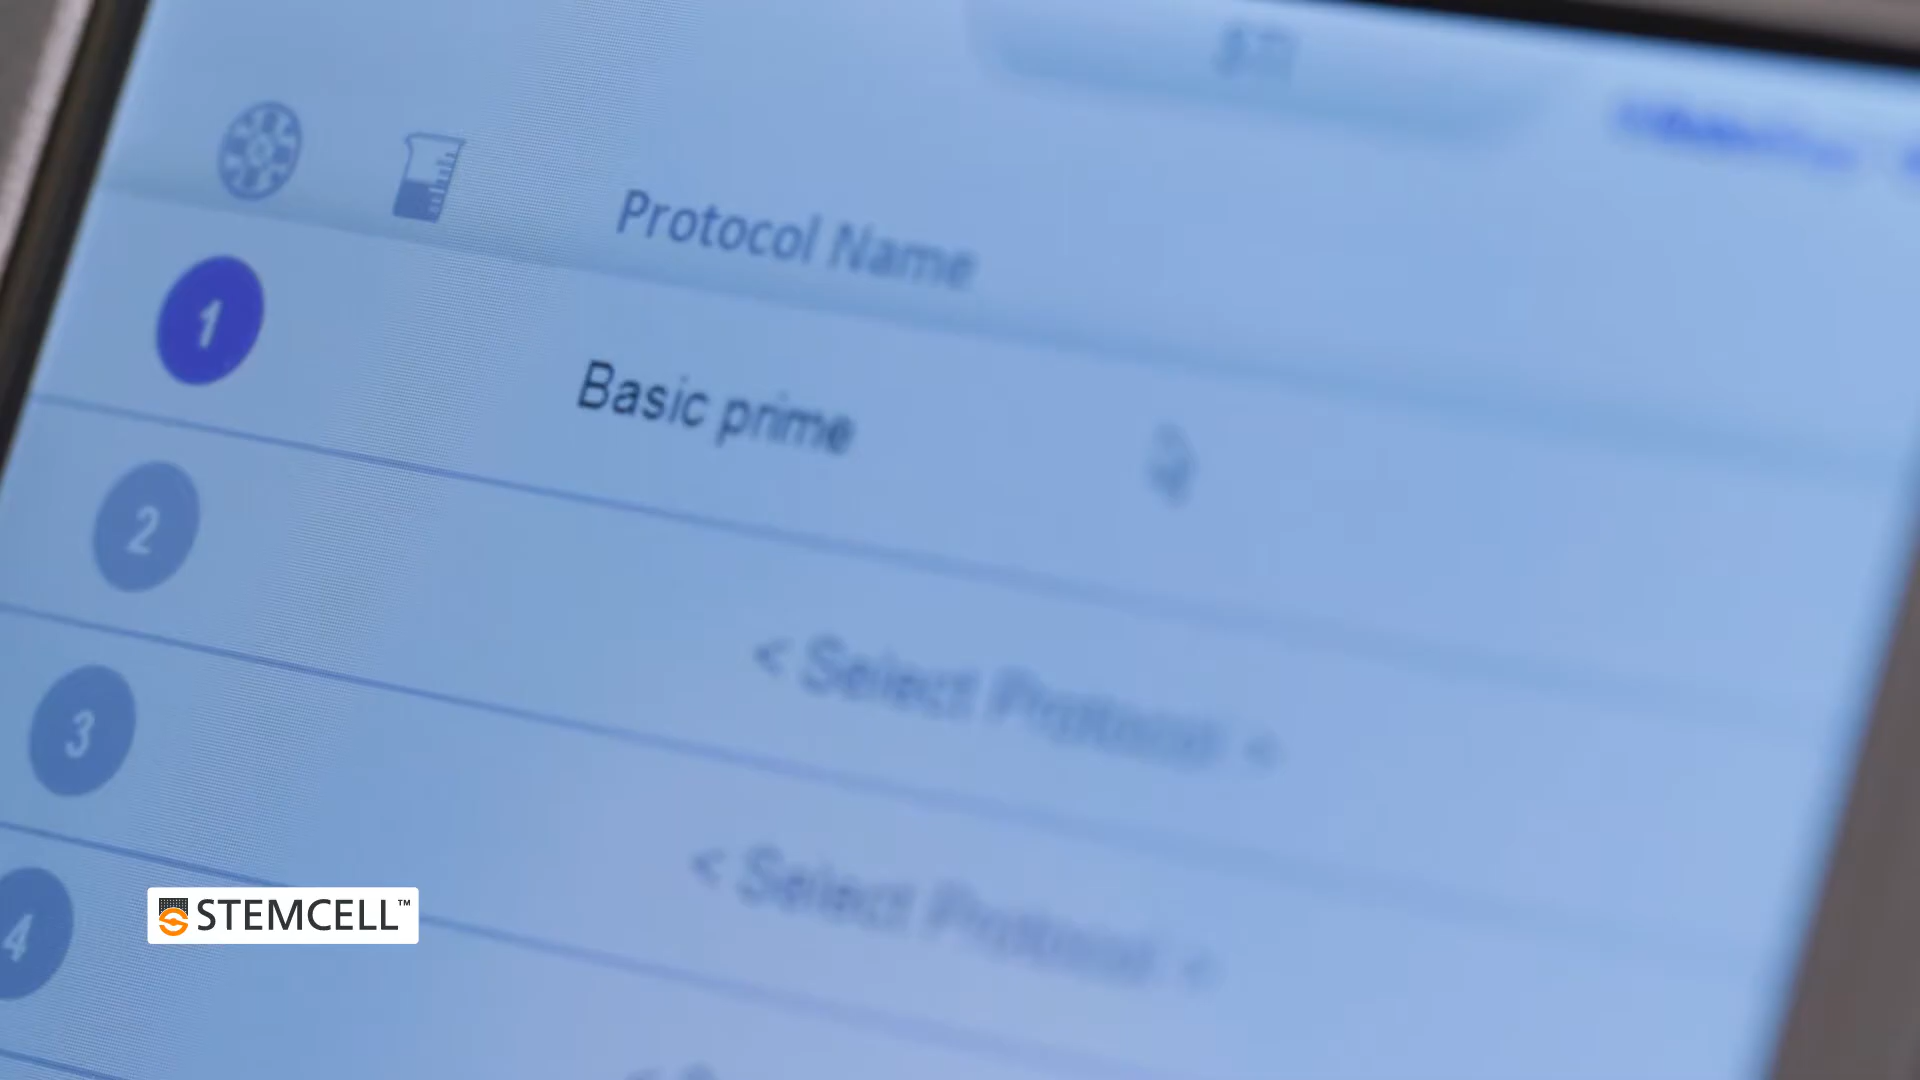 Protocol Name
1
Basic prime
2
< Select Protocol <
3
< Select Protocol <
4
STEMCELL™